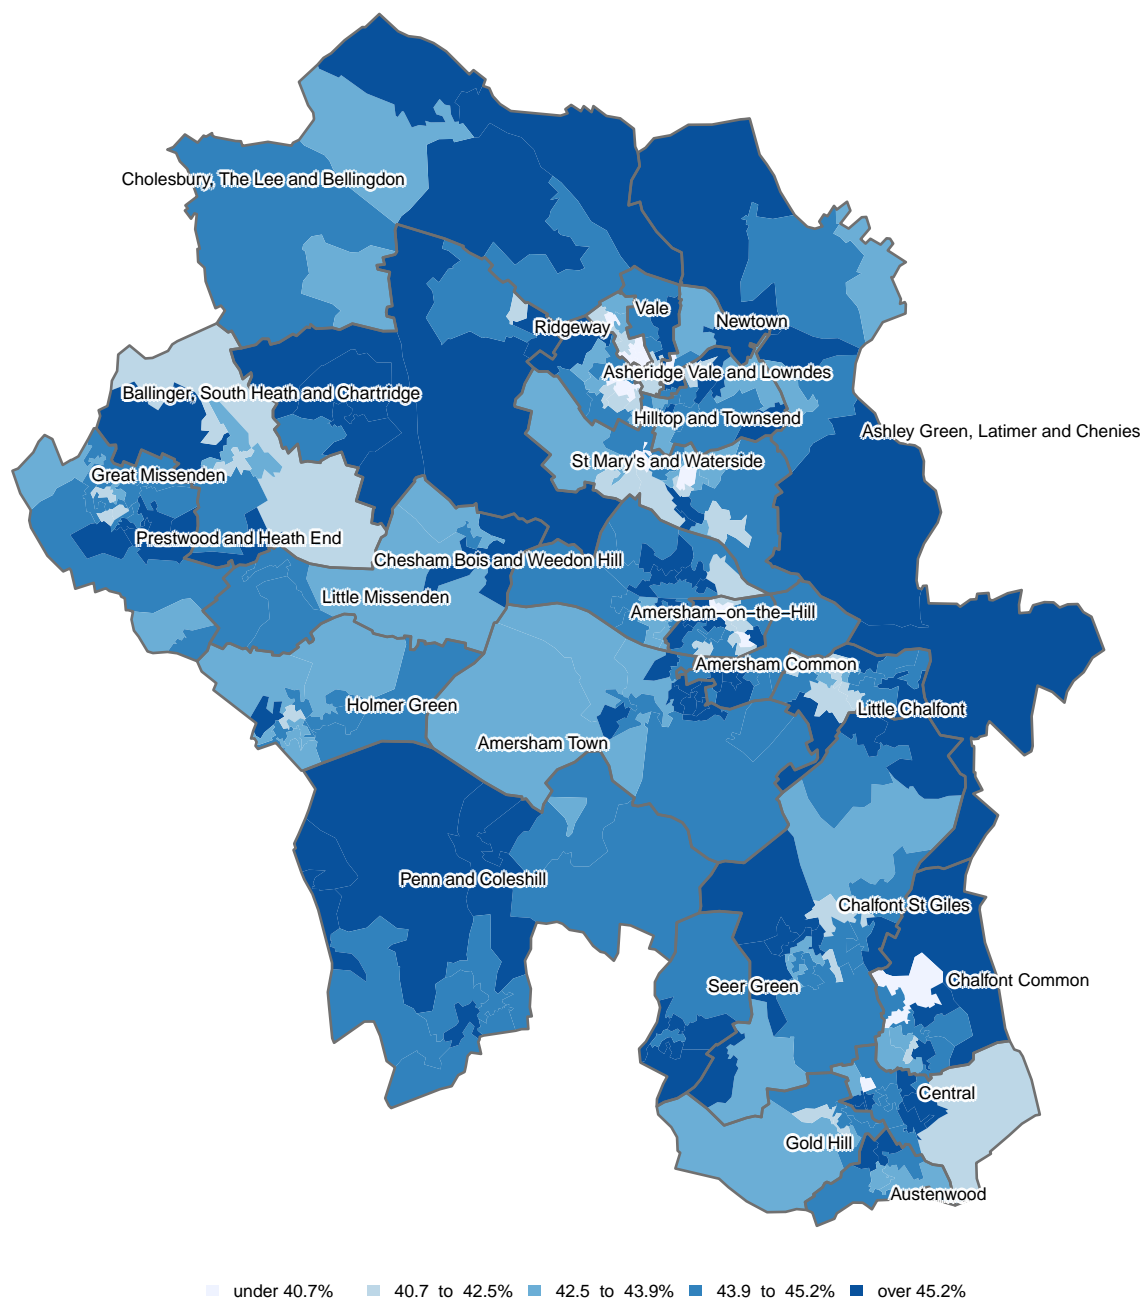 Cholesbury, The Lee and Bellingdon
Vale
Newtown
Ridgeway
Asheridge Vale and Lowndes
Ballinger, South Heath and Chartridge
Hilltop and Townsend
Ashley Green, Latimer and Chenies
St Mary's and Waterside
Great Missenden
Prestwood and Heath End
Chesham Bois and Weedon Hill
Little Missenden
Amersham–on–the–Hill
Amersham Common
Holmer Green
Little Chalfont
Amersham Town
Penn and Coleshill
Chalfont St Giles
Chalfont Common
Seer Green
Central
Gold Hill
Austenwood
under 40.7% 40.7 to 42.5% 42.5 to 43.9% 43.9 to 45.2% over 45.2%